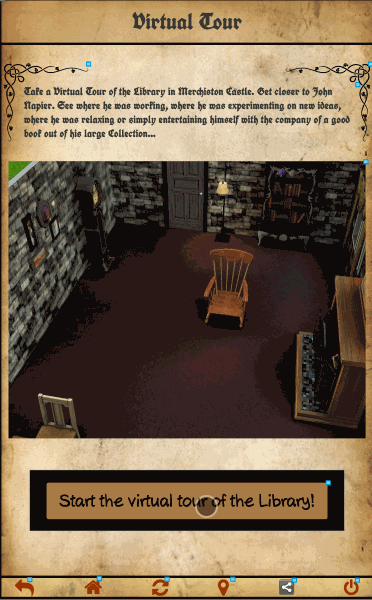 Virtual Tour
Take a Virtual Tour of the Library in Merchiston Castle. Get closer to John
Napier. See where he was working, where he was experimenting on new ideas,
where he was relaxing or simply entertaining himself with the company of a good
book out of his large Collection...
Start the virtual tour of the Library!